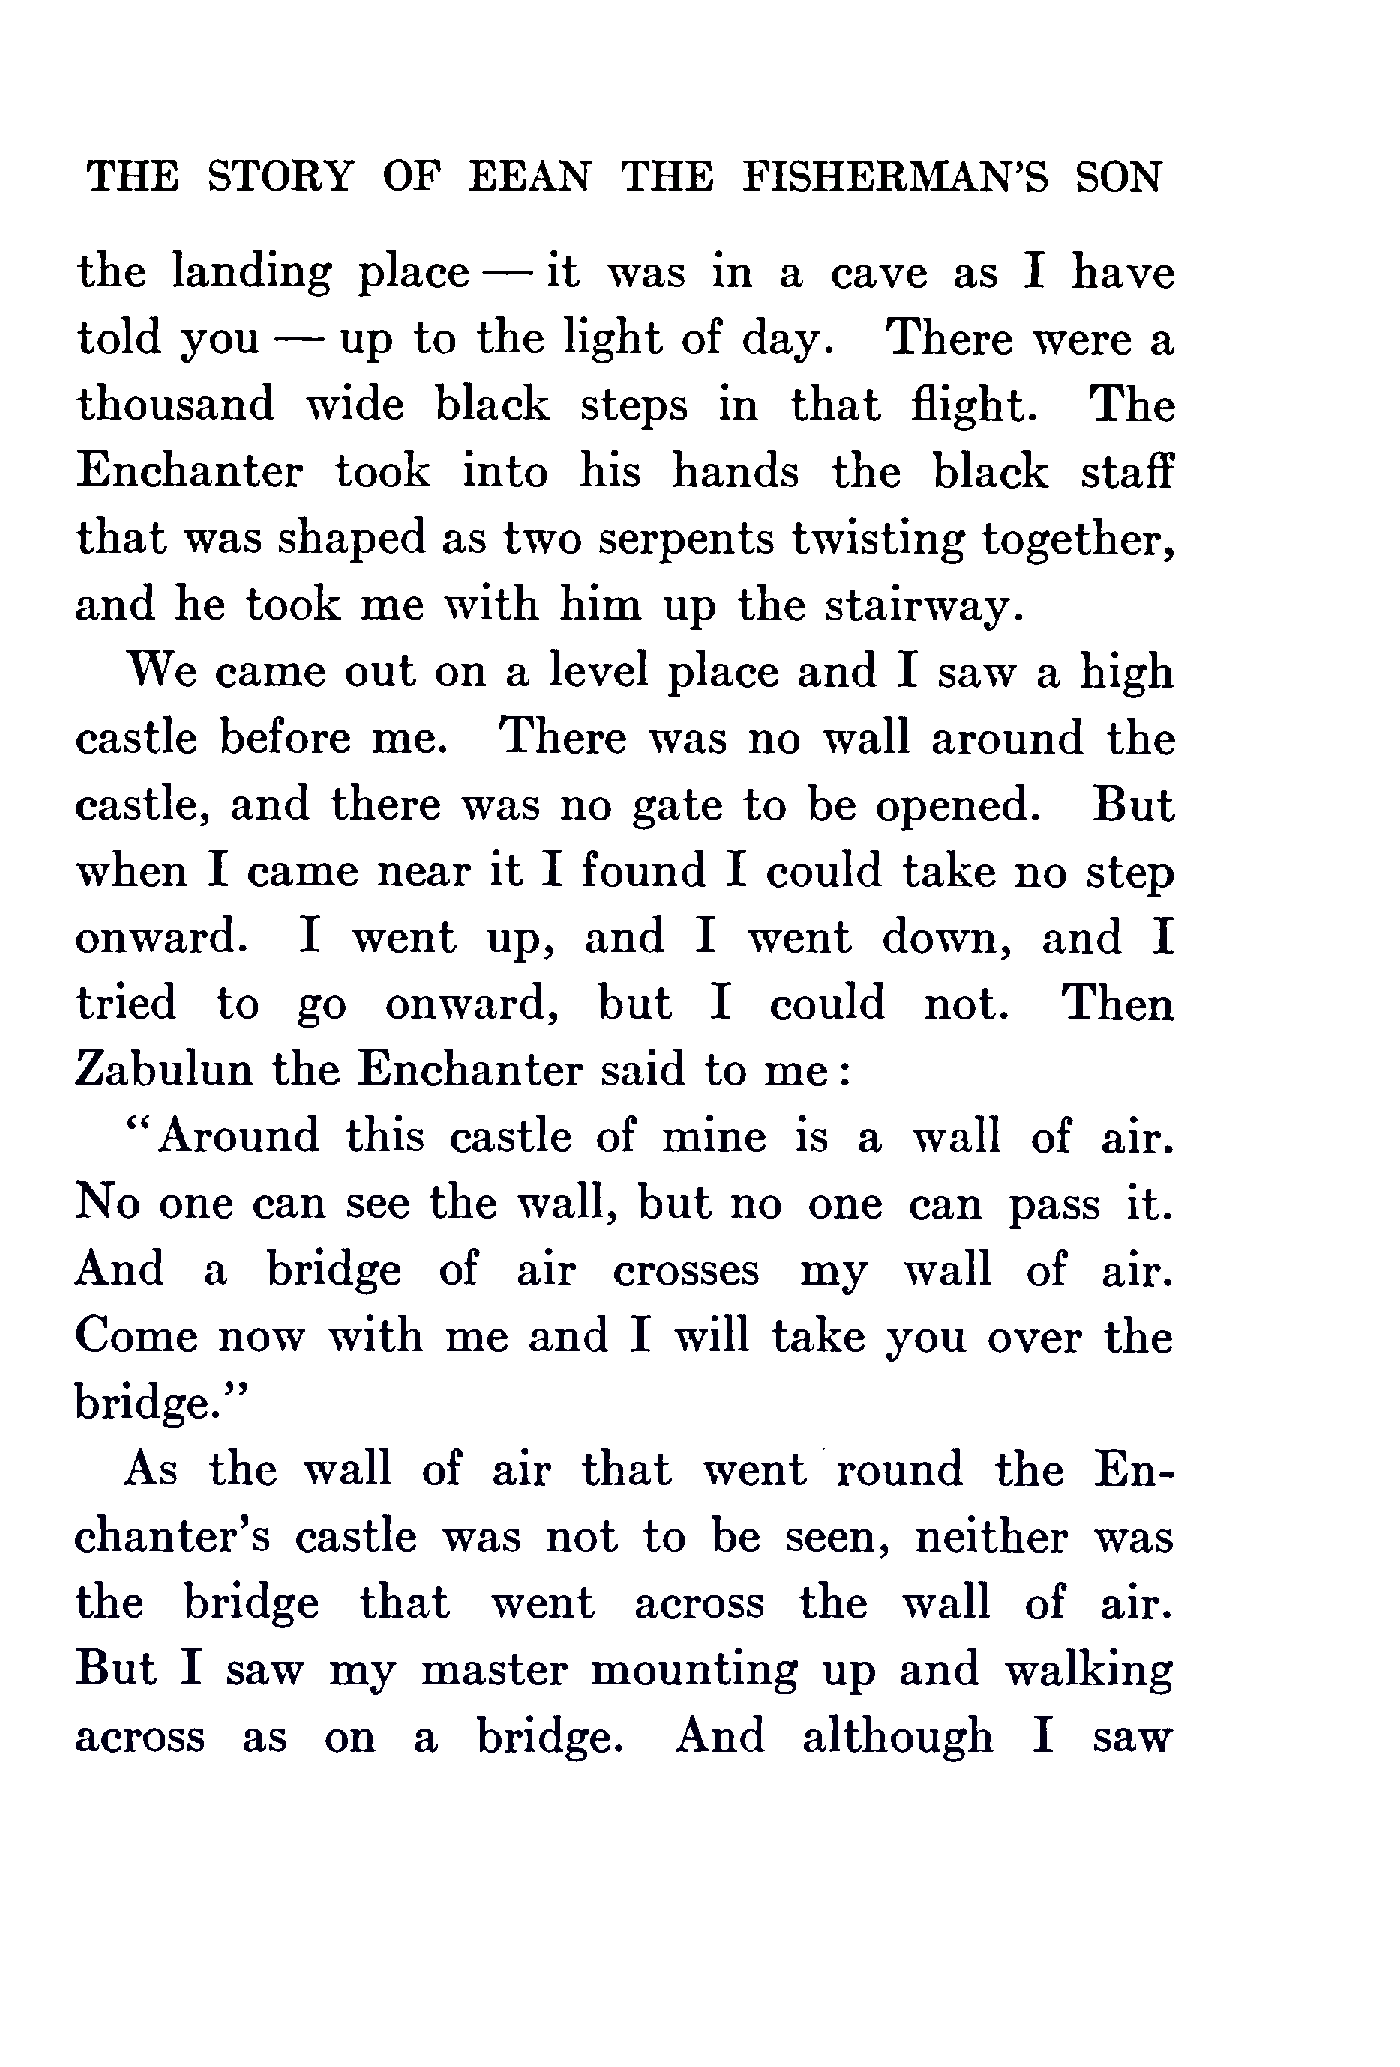 THE STORY OF EEAN THE FISHERMAN'S SON
the landing place — it was in a cave as I have
told you — up to the light of day. There were a
thousand wide black steps in that flight. The
Enchanter took into his hands the black staff
that was shaped as two serpents twisting together,
and he took me with him up the stairway.
We came out on a level place and I saw a high
castle before me. There was no wall around the
castle, and there was no gate to be opened. But
when I came near it I found I could take no step
onward. I went up, and I went down, and I
tried to go onward, but I could not. Then
Zabulun the Enchanter said to me:
“Around this castle of mine is a wall of air.
No one can see the wall, but no one can pass it.
And a bridge of air crosses my wall of air.
Come now with me and I will take you over the
bridge.”
As the wall of air that went round the En-
chanter's castle was not to be seen, neither was
the bridge that went across the wall of air.
But I saw my master mounting up and walking
across as on a bridge. And although I saw